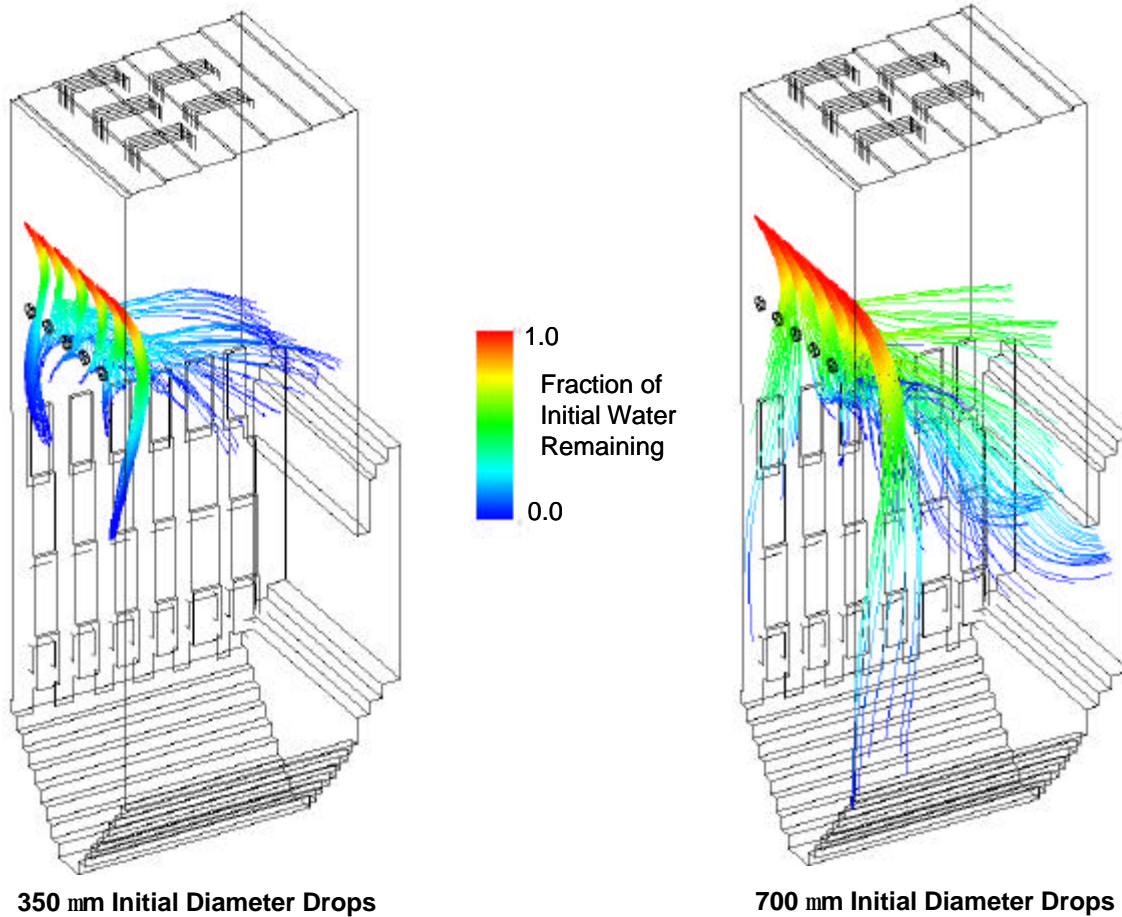 1.0
Fraction of
Initial Water
Remaining
0.0
350 mm Initial Diameter Drops
700 mm Initial Diameter Drops